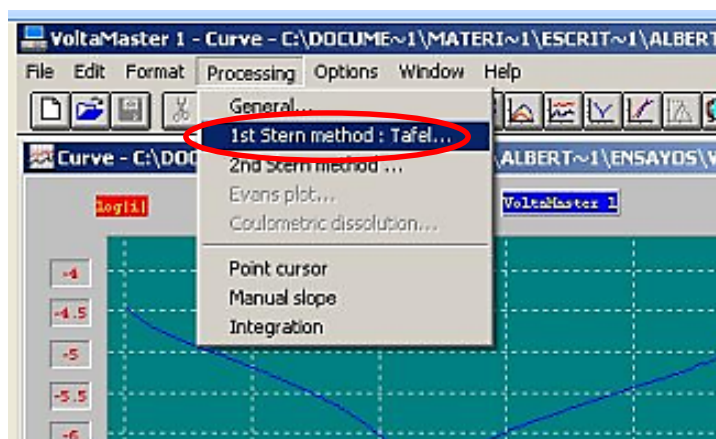 VoltaMaster 1 - Curve - C:\DOCUME~1\MATERI~1\ESCRIT~1\ALBERT
File Edit Format Processing Options Window Help
General...
1st Stern method : Tafel...
Curve - C:\DOC \ALBERT~1\ENSAYOS\V
2nd Stern method ...
Evans plot...
log[i] VoltaMaster 1
Coulometric dissolution...
Point cursor
-4
Manual slope
-4.5
Integration
-5
-5.5
-6